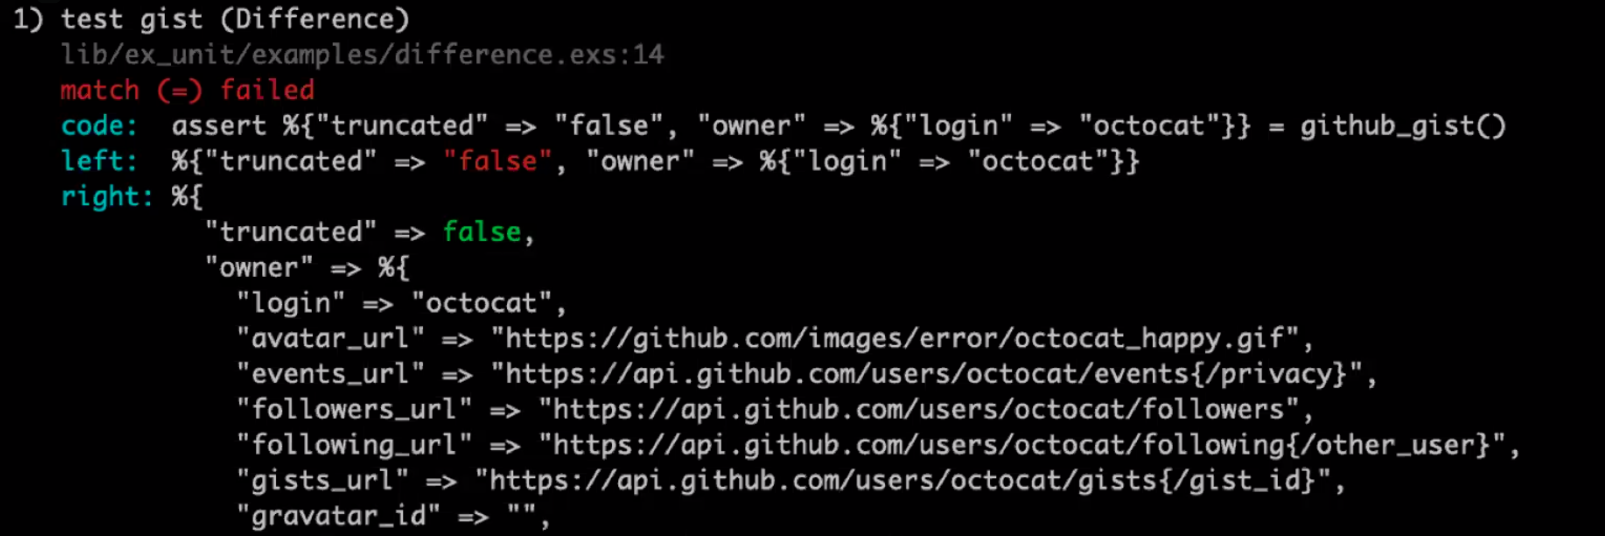 1) test gist (Difference)
lib/ex_unit/examples/difference.exs:14
match (=) failed
code:  assert %{"truncated" => "false", "owner" => %{"login" => "octocat"}} = github_gist()
left:  %{"truncated" => "false", "owner" => %{"login" => "octocat"}}
right: %{
"truncated" => false,
"owner" => %{
"login" => "octocat",
"avatar_url" => "https://github.com/images/error/octocat_happy.gif",
"events_url" => "https://api.github.com/users/octocat/events{/privacy}",
"followers_url" => "https://api.github.com/users/octocat/followers",
"following_url" => "https://api.github.com/users/octocat/following{/other_user}",
"gists_url" => "https://api.github.com/users/octocat/gists{/gist_id}",
"gravatar_id" => "",